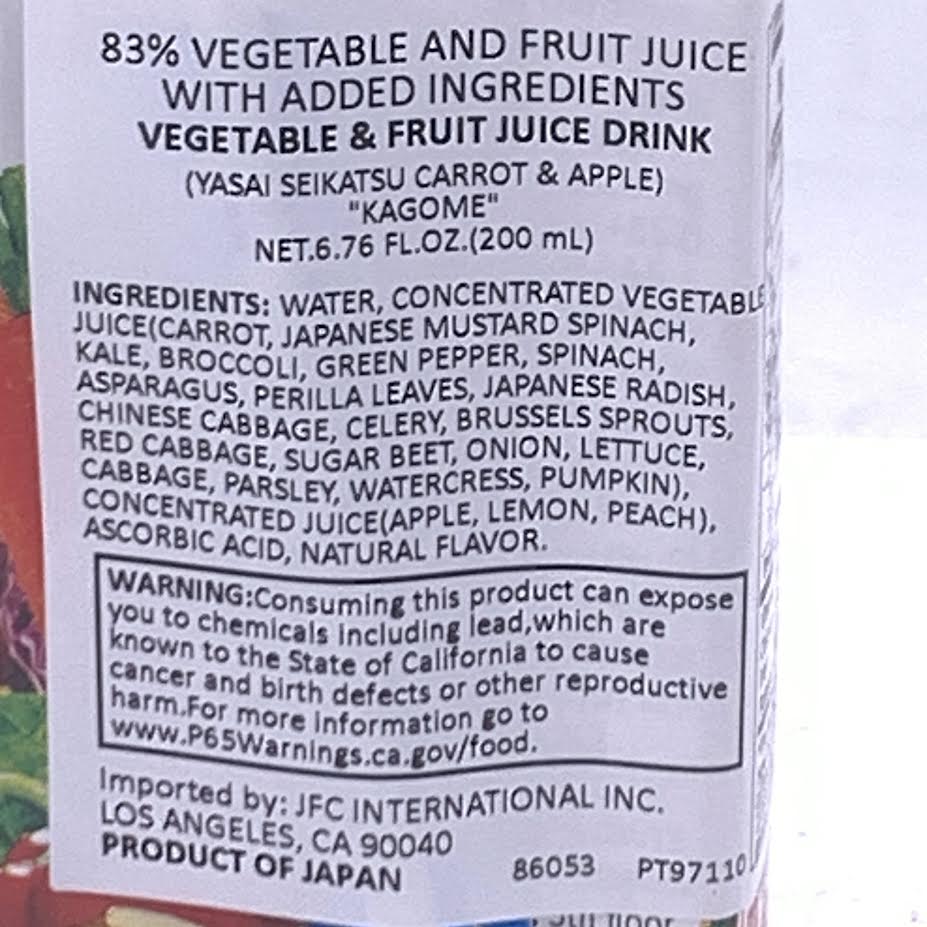 83% VEGETABLE AND FRUIT JUICE
WITH ADDED INGREDIENTS
VEGETABLE & FRUIT JUICE DRINK
(YASAI SEIKATSU CARROT & APPLE)
"KAGOME"
NET.6.76 FL.OZ.(200 mL)
INGREDIENTS: WATER, CONCENTRATED VEGETABLE
JUICE(CARROT, JAPANESE MUSTARD SPINACH,
KALE, BROCCOLI, GREEN PEPPER, SPINACH,
ASPARAGUS, PERILLA LEAVES, JAPANESE RADISH,
CHINESE CABBAGE, CELERY, BRUSSELS SPROUTS,
RED CABBAGE, SUGAR BEET, ONION, LETTUCE,
CABBAGE, PARSLEY, WATERCRESS, PUMPKIN),
CONCENTRATED JUICE(APPLE, LEMON, PEACH),
ASCORBIC ACID, NATURAL FLAVOR.
WARNING:Consuming this product can expose
you to chemicals including lead,which are
known to the State of California to cause
cancer and birth defects or other reproductive
harm.For more information go to
www.P65Warnings.ca.gov/food.
Imported by: JFC INTERNATIONAL INC.
LOS ANGELES, CA 90040
PRODUCT OF JAPAN
86053 PT97110